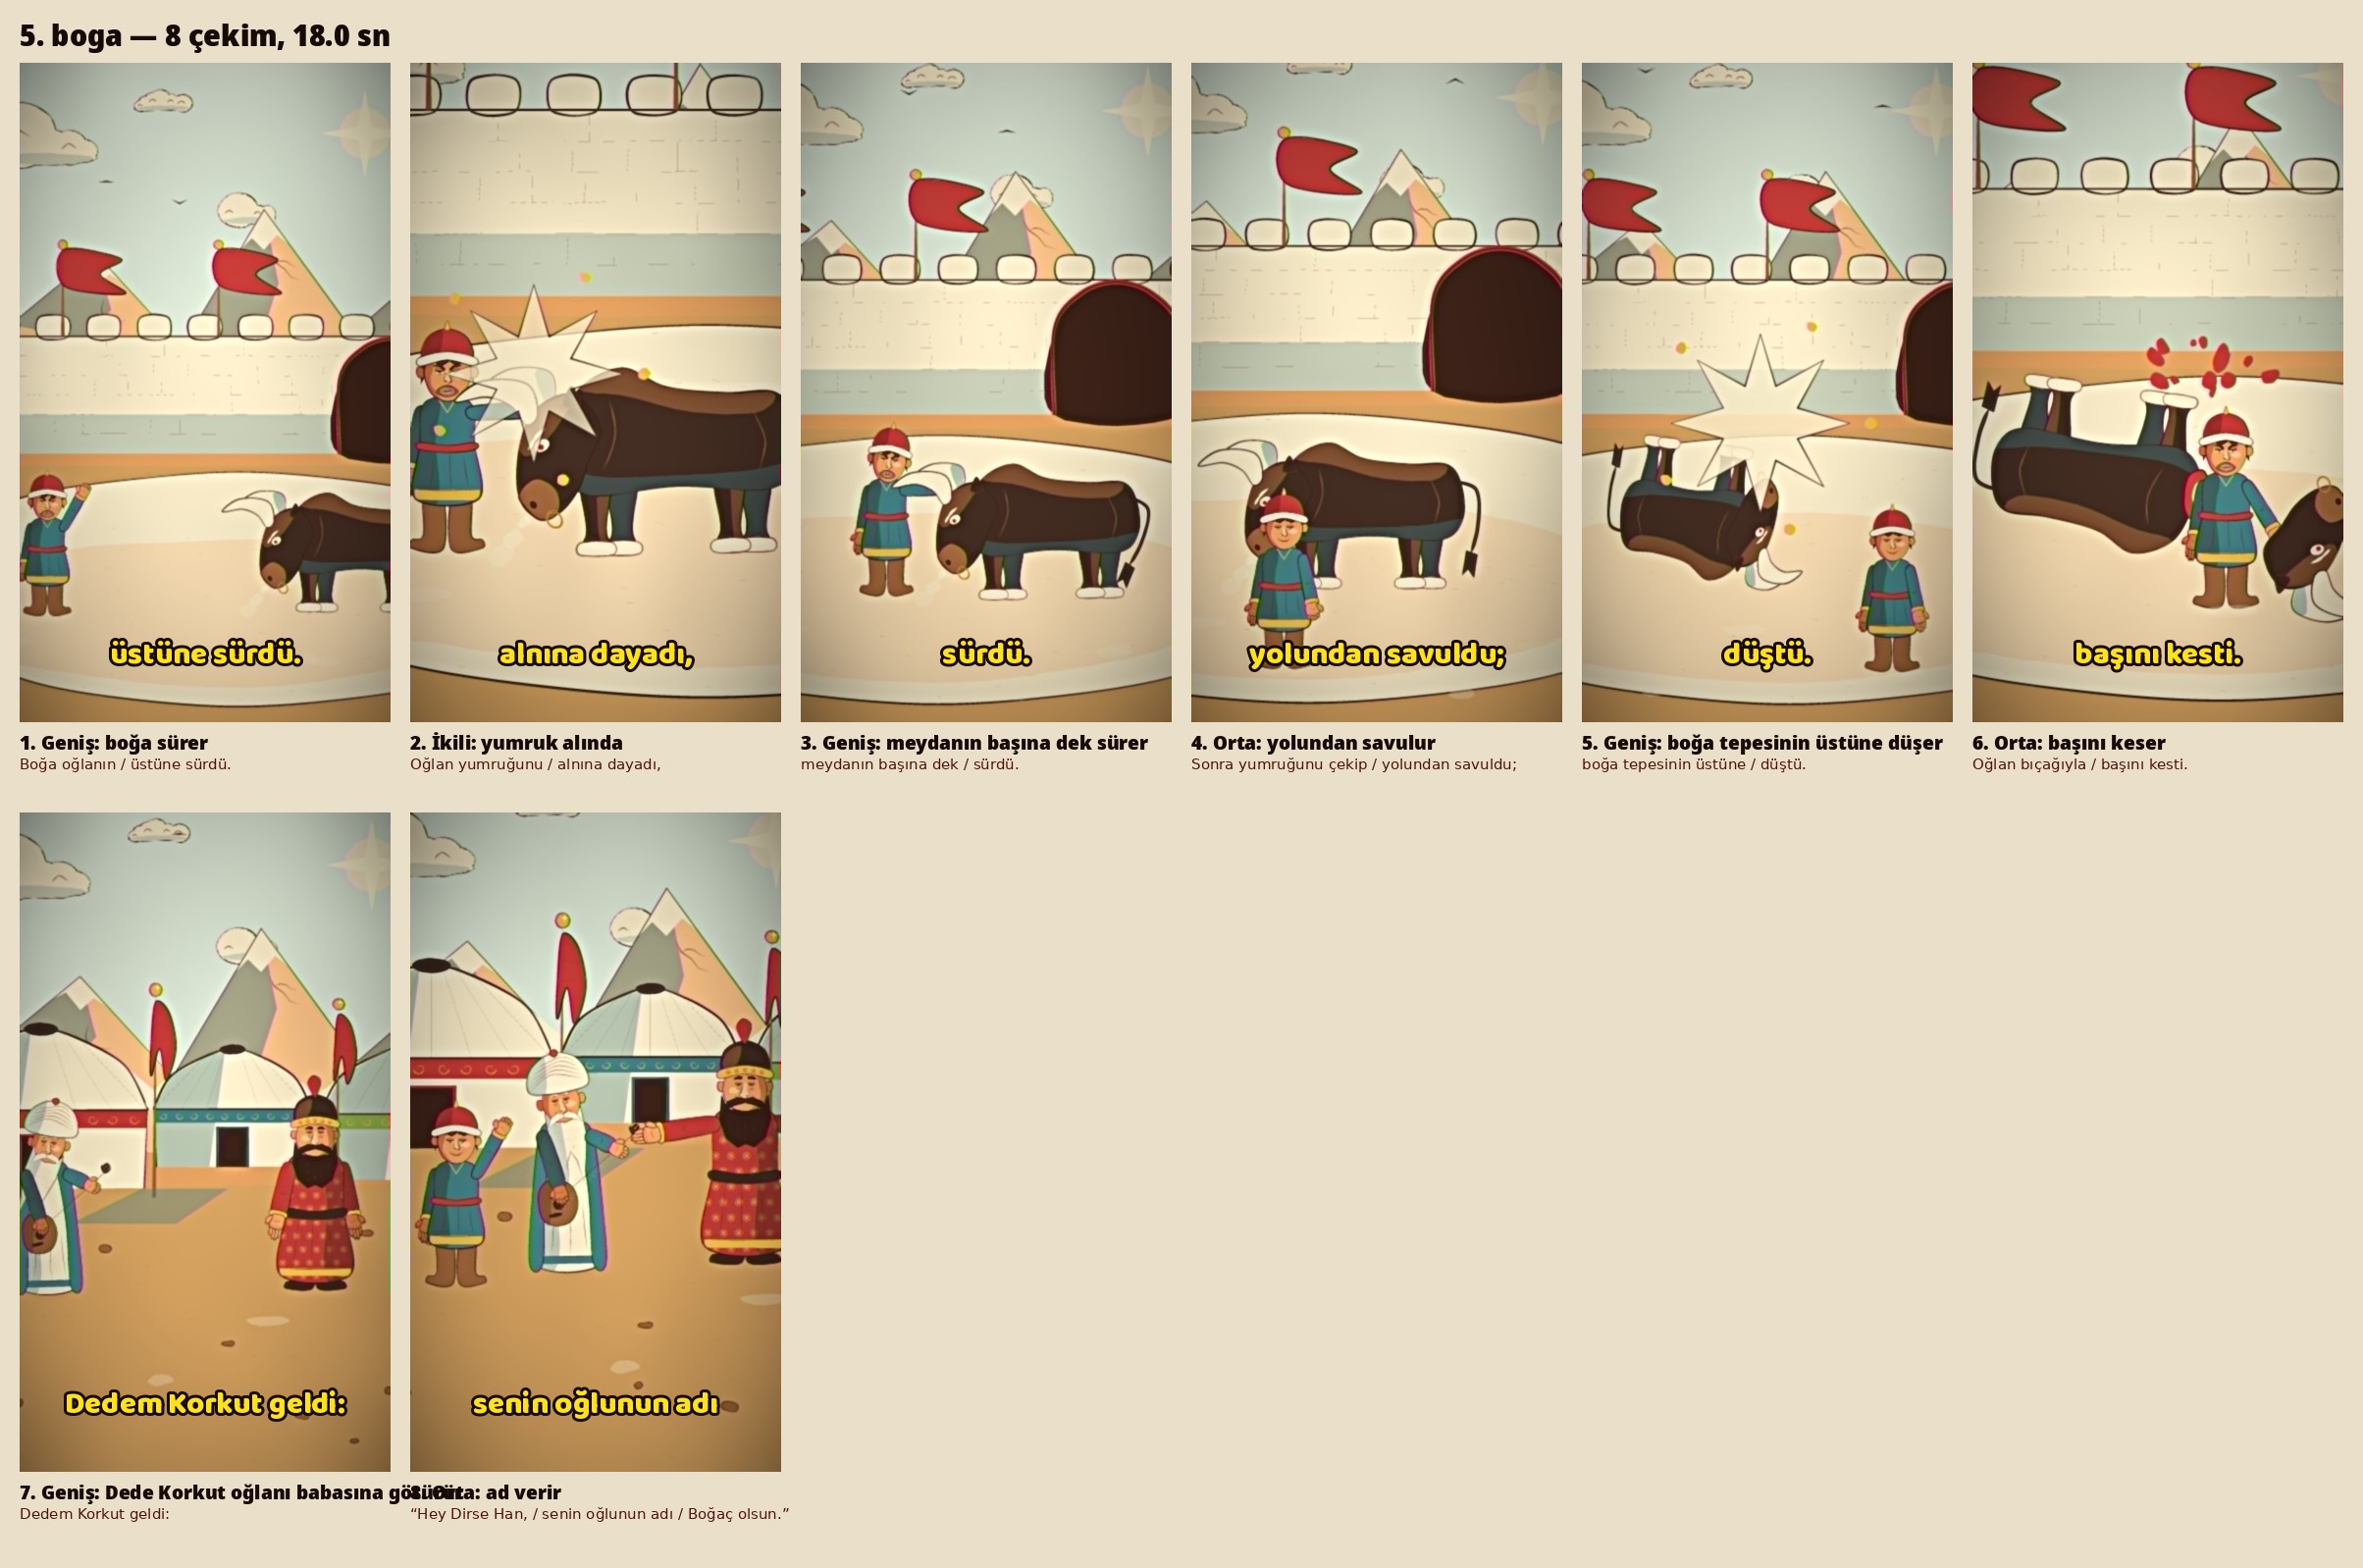 5. boga — 8 çekim, 18.0 sn
üstüne sürdü.
alnına dayadı,
sürdü.
yolundan savuldu;
düştü.
başını kesti.
1. Geniş: boğa sürer
Boğa oğlanın / üstüne sürdü.
2. İkili: yumruk alında
Oğlan yumruğunu / alnına dayadı,
3. Geniş: meydanın başına dek sürer
meydanın başına dek / sürdü.
4. Orta: yolundan savulur
Sonra yumruğunu çekip / yolundan savuldu;
5. Geniş: boğa tepesinin üstüne düşer
boğa tepesinin üstüne / düştü.
6. Orta: başını keser
Oğlan bıçağıyla / başını kesti.
Dedem Korkut geldi:
senin oğlunun adı
7. Geniş: Dede Korkut oğlanı babasına
Dedem Korkut geldi:
8. Orta: ad verir
“Hey Dirse Han, / senin oğlunun adı / Boğaç olsun.”